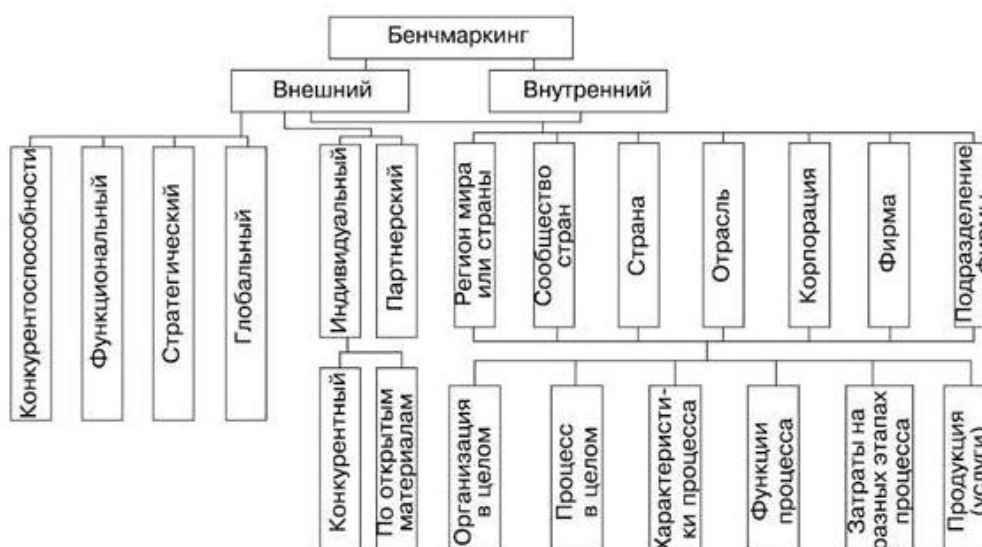 Бенчмаркинг
Внешний
Внутренний
Конкурентоспособности
Функциональный
Стратегический
Глобальный
Индивидуальный
Партнерский
Регион мира
или страны
Сообщество
стран
Страна
Отрасль
Корпорация
Фирма
Подразделение
Конкурентный
По открытым
материалам
Организация
в целом
Процесс
в целом
Характеристи-
ки процесса
Функции
процесса
Затраты на
разных этапах
процесса
Продукция
(услуги)